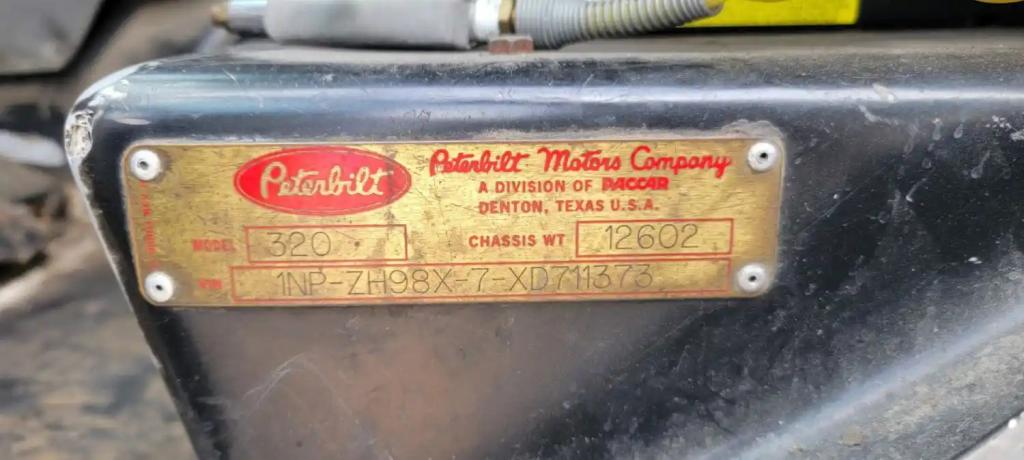 Peterbilt
Peterbilt Motors Company
A DIVISION OF PACCAR
DENTON, TEXAS U.S.A.
MODEL 320 CHASSIS WT 12602
VIN 1NP-ZH98X-7-XD711373